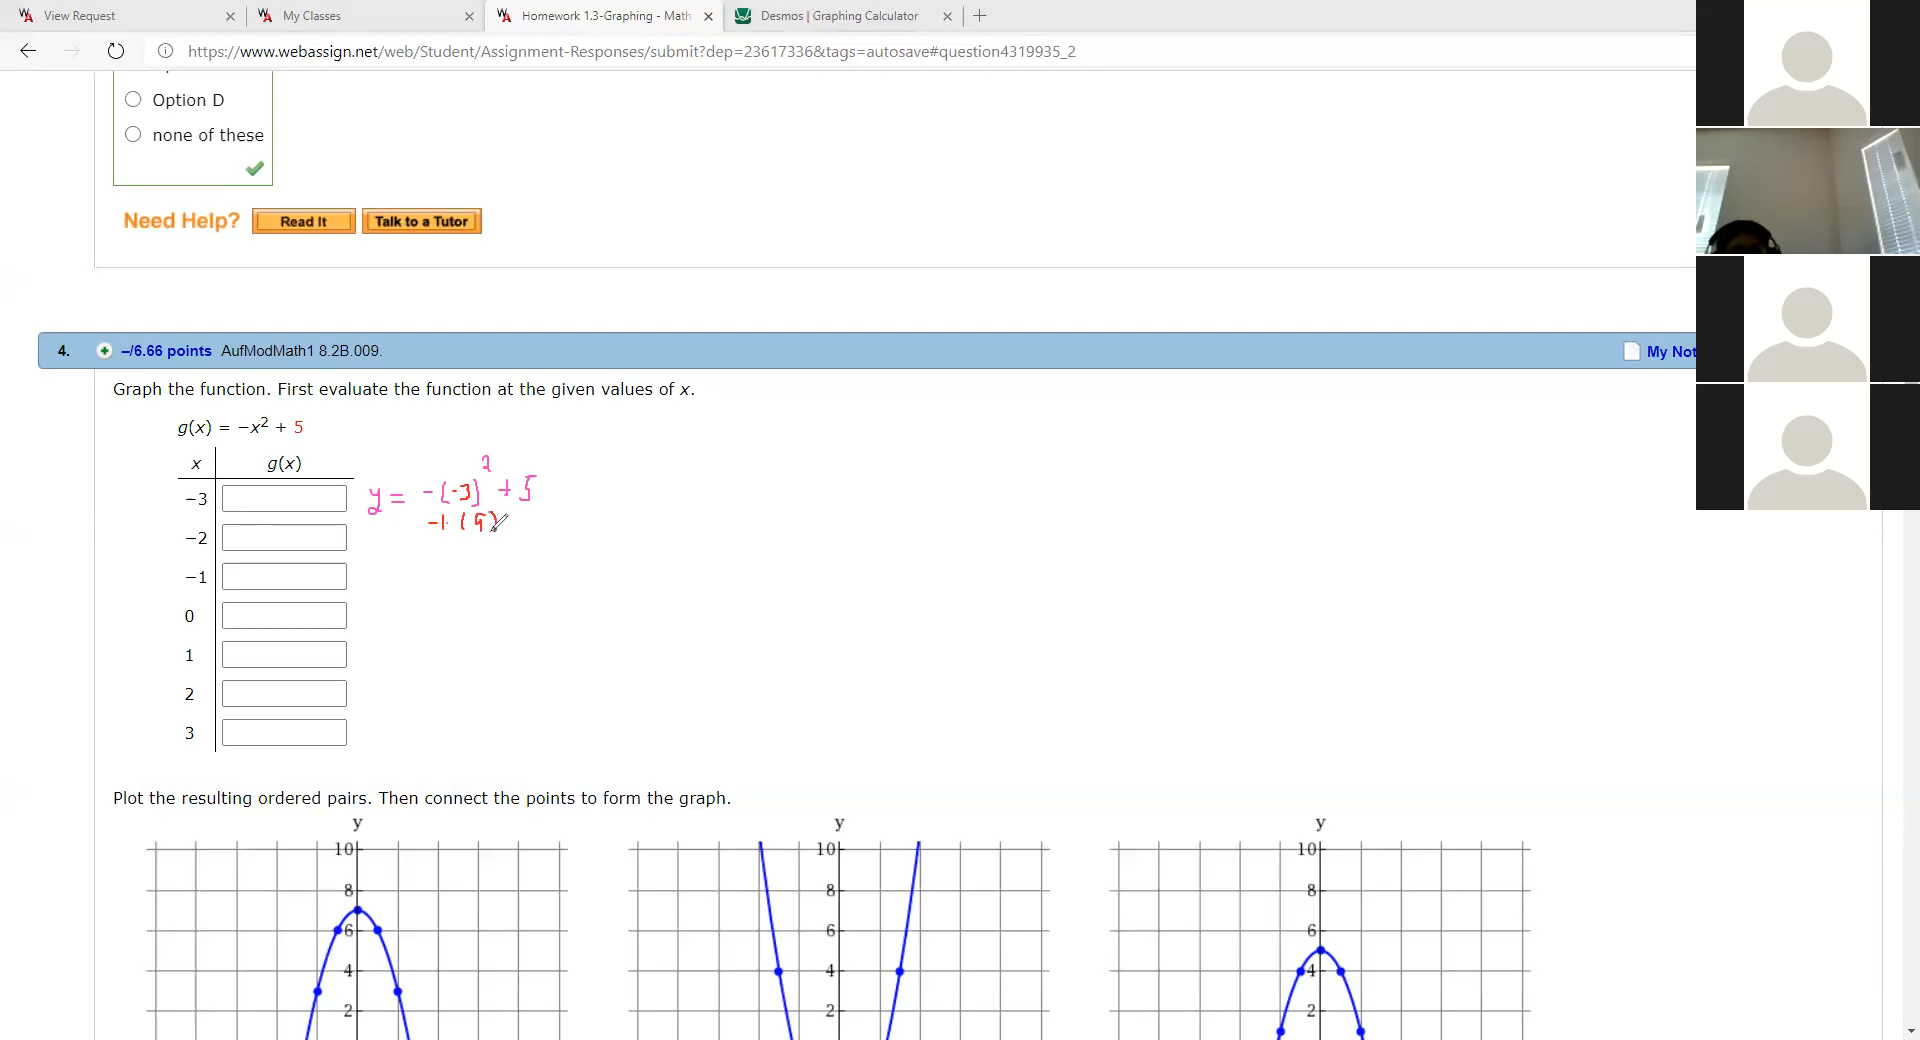 View Request
My Classes
Homework 1.3-Graphing - Math
Desmos | Graphing Calculator
https://www.webassign.net/web/Student/Assignment-Responses/submit?dep=23617336&tags=autosave#question4319935_2
Option D
none of these
Need Help? Read It Talk to a Tutor
4. –/6.66 points AufModMath1 8.2B.009. My Not
Graph the function. First evaluate the function at the given values of x.
g(x) = −x² + 5
x g(x)
−3 y = -(-3)² + 5
-1·(9)
−2
−1
0
1
2
3
Plot the resulting ordered pairs. Then connect the points to form the graph.
y y y
10 10 10
8 8 8
6 6 6
4 4 4
2 2 2